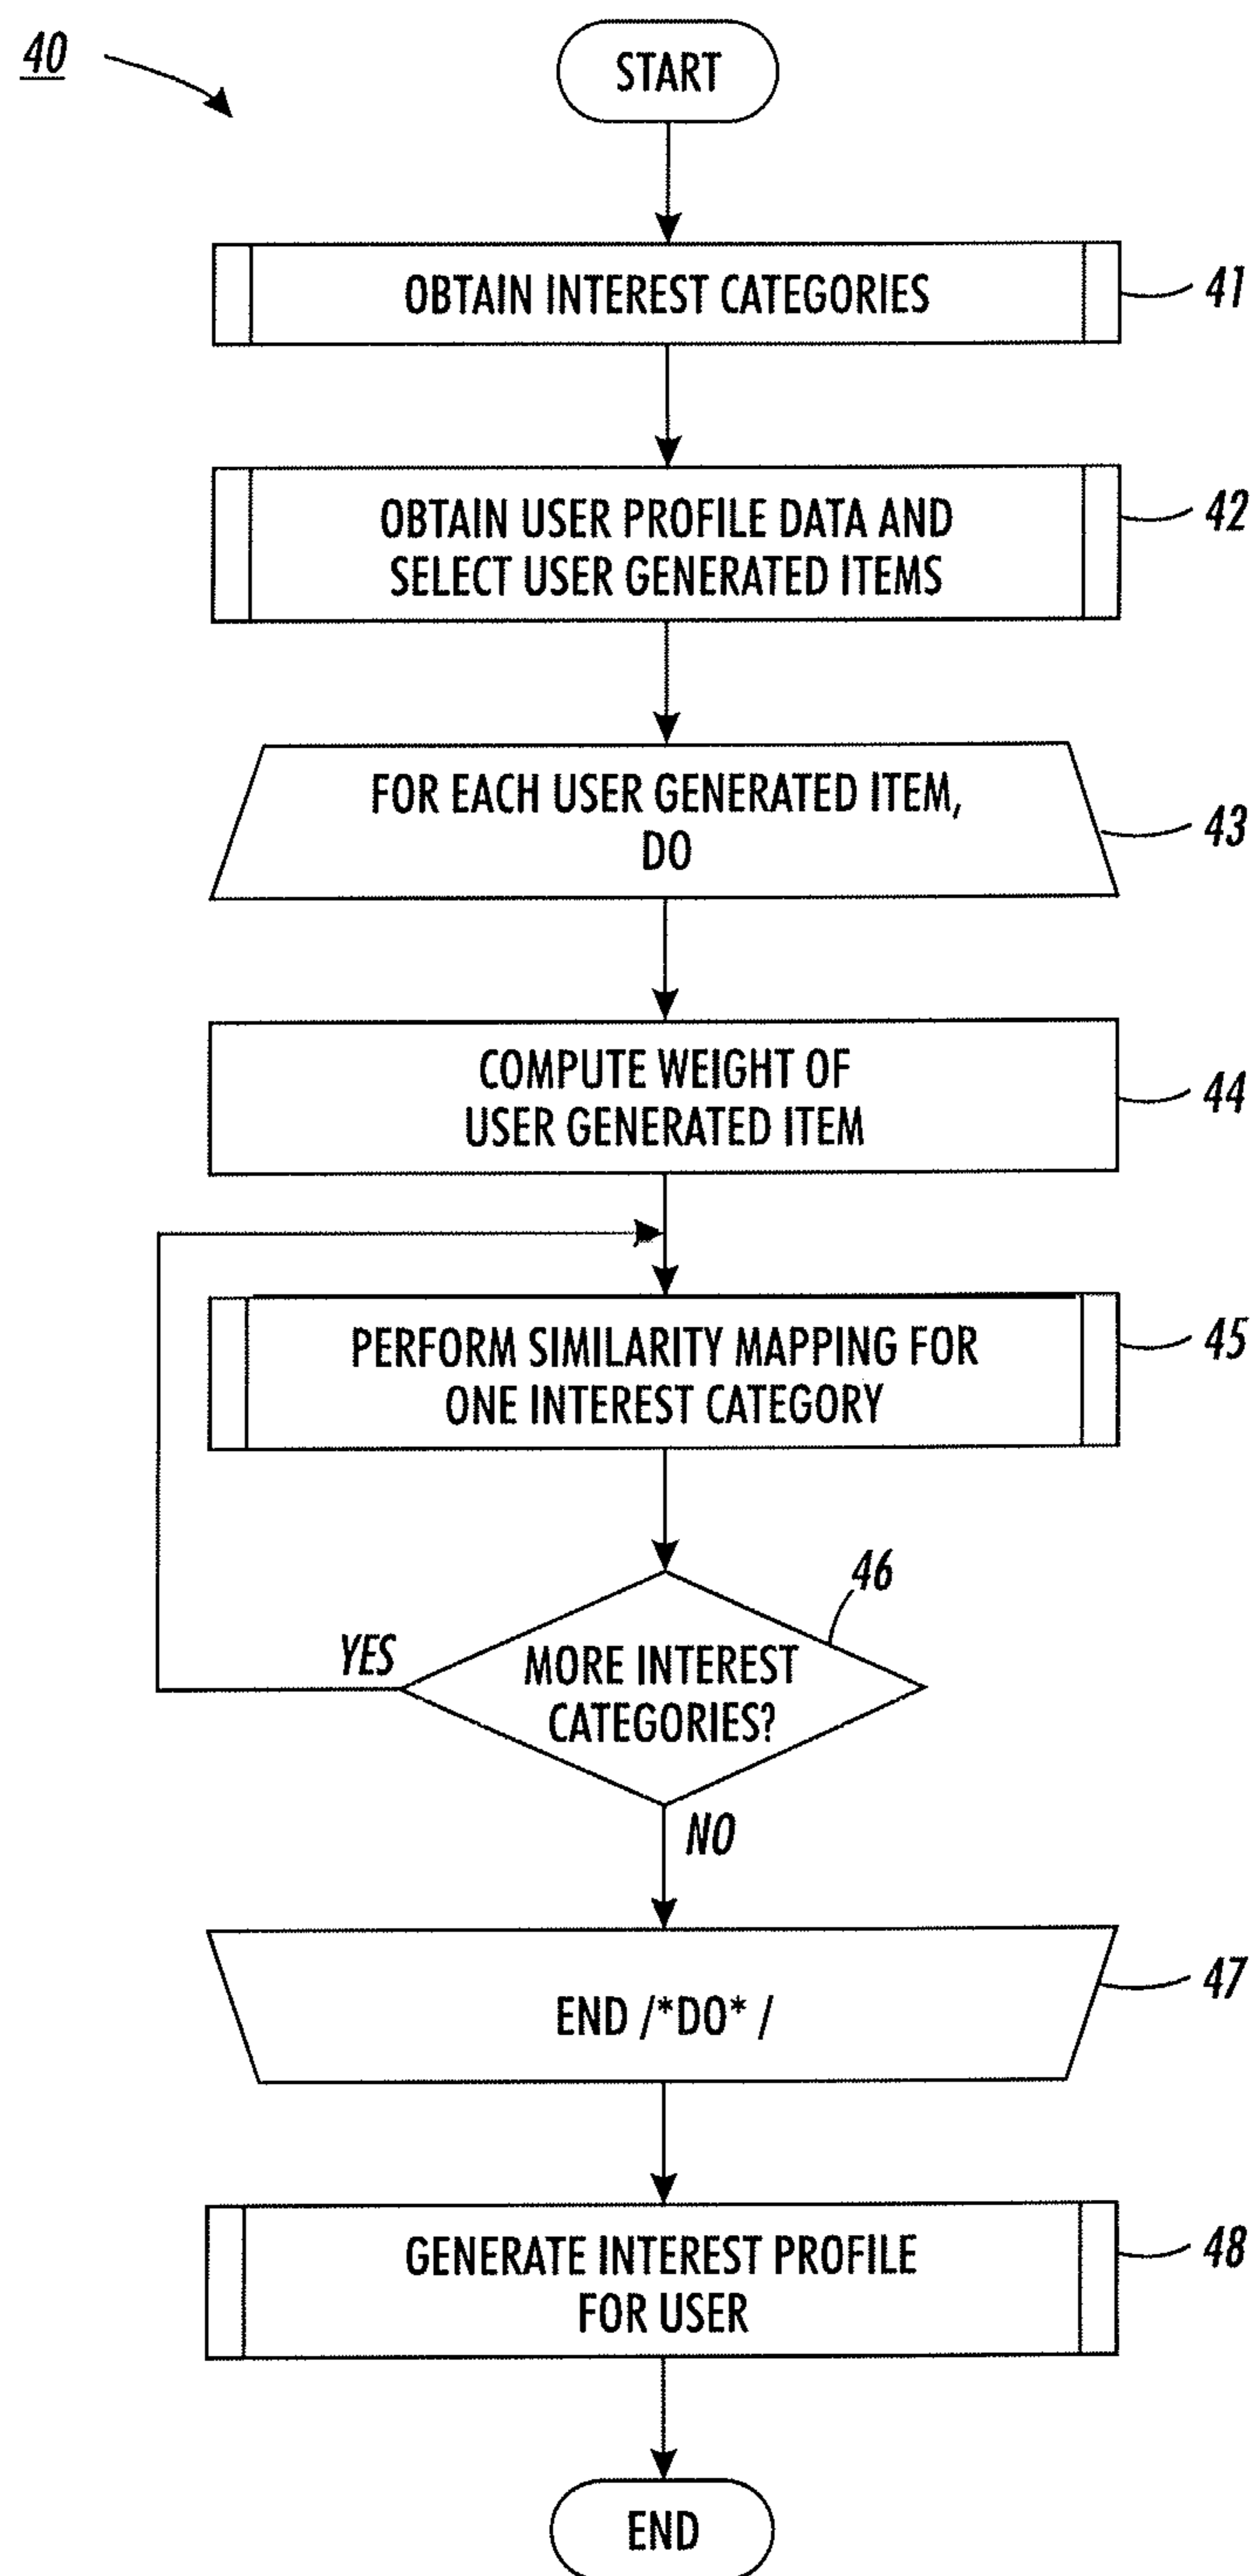 40
START
OBTAIN INTEREST CATEGORIES
41
OBTAIN USER PROFILE DATA AND
SELECT USER GENERATED ITEMS
42
FOR EACH USER GENERATED ITEM,
DO
43
COMPUTE WEIGHT OF
USER GENERATED ITEM
44
PERFORM SIMILARITY MAPPING FOR
ONE INTEREST CATEGORY
45
46
YES
MORE INTEREST
CATEGORIES?
NO
END /*DO* /
47
GENERATE INTEREST PROFILE
FOR USER
48
END